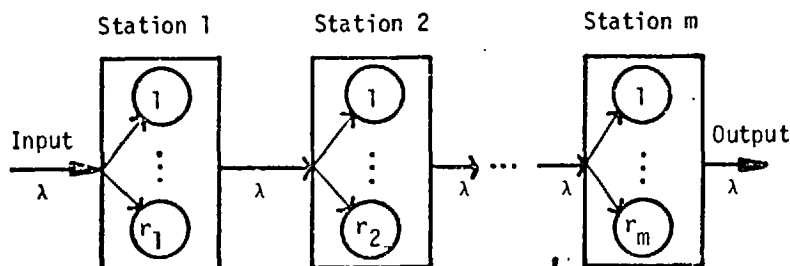 Station 1 Station 2 Station m
1 1 1
Input Output
⋮ ⋮ ... ⋮
λ λ λ λ λ
r1 r2 rm